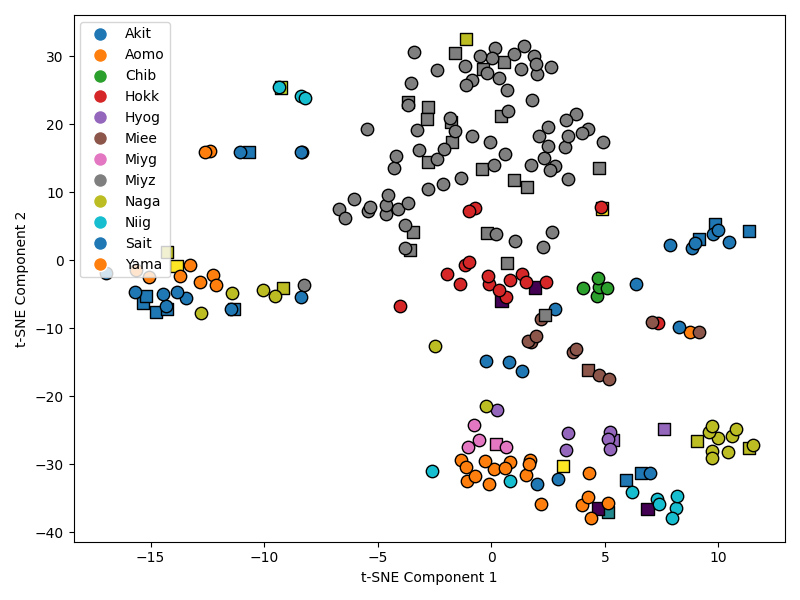 Akit
Aomo
Chib
Hokk
Hyog
Miee
Miyg
Miyz
Naga
Niig
Sait
Yama
30
20
10
0
−10
−20
−30
−40
t-SNE Component 2
−15
−10
−5
0
5
10
t-SNE Component 1